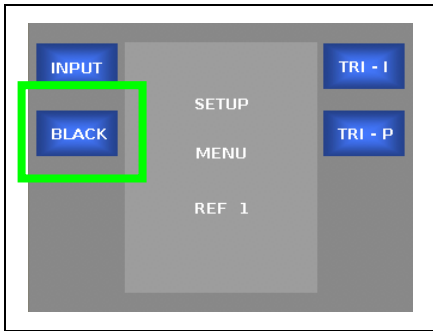 INPUT
BLACK
SETUP
MENU
REF 1
TRI - I
TRI - P